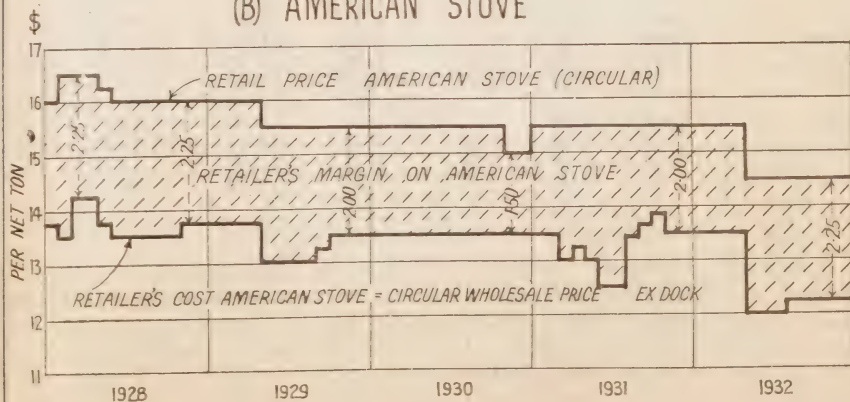 (B) AMERICAN STOVE
$
17
16
15
14
13
12
11
PER NET TON
RETAIL PRICE AMERICAN STOVE (CIRCULAR)
2·25
2·25
RETAILER'S MARGIN ON AMERICAN STOVE
2·00
1·50
2·00
2·25
RETAILER'S COST AMERICAN STOVE = CIRCULAR WHOLESALE PRICE EX DOCK
1928 1929 1930 1931 1932